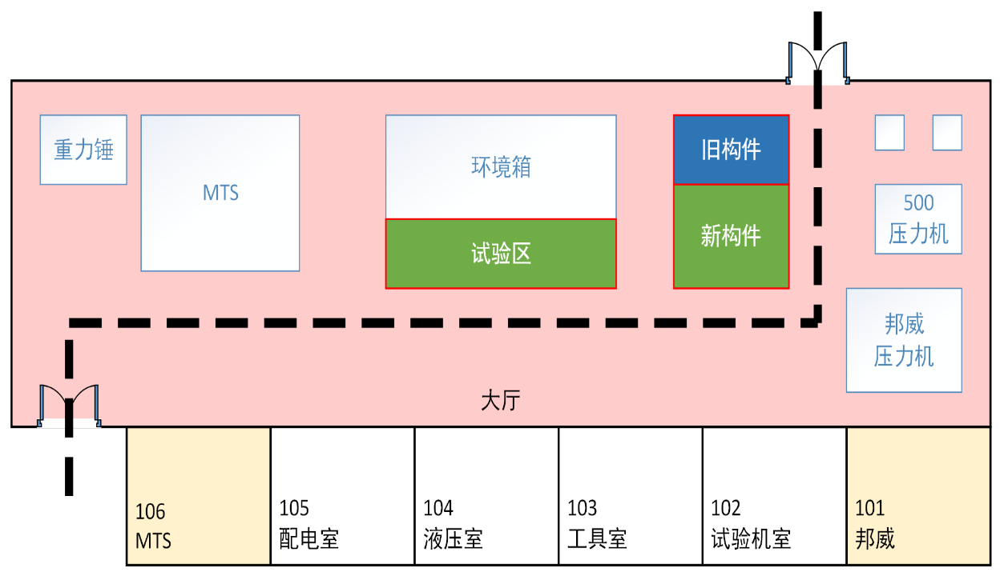 重力锤
MTS
环境箱
试验区
旧构件
新构件
500
压力机
邦威
压力机
大厅
106
MTS
105
配电室
104
液压室
103
工具室
102
试验机室
101
邦威